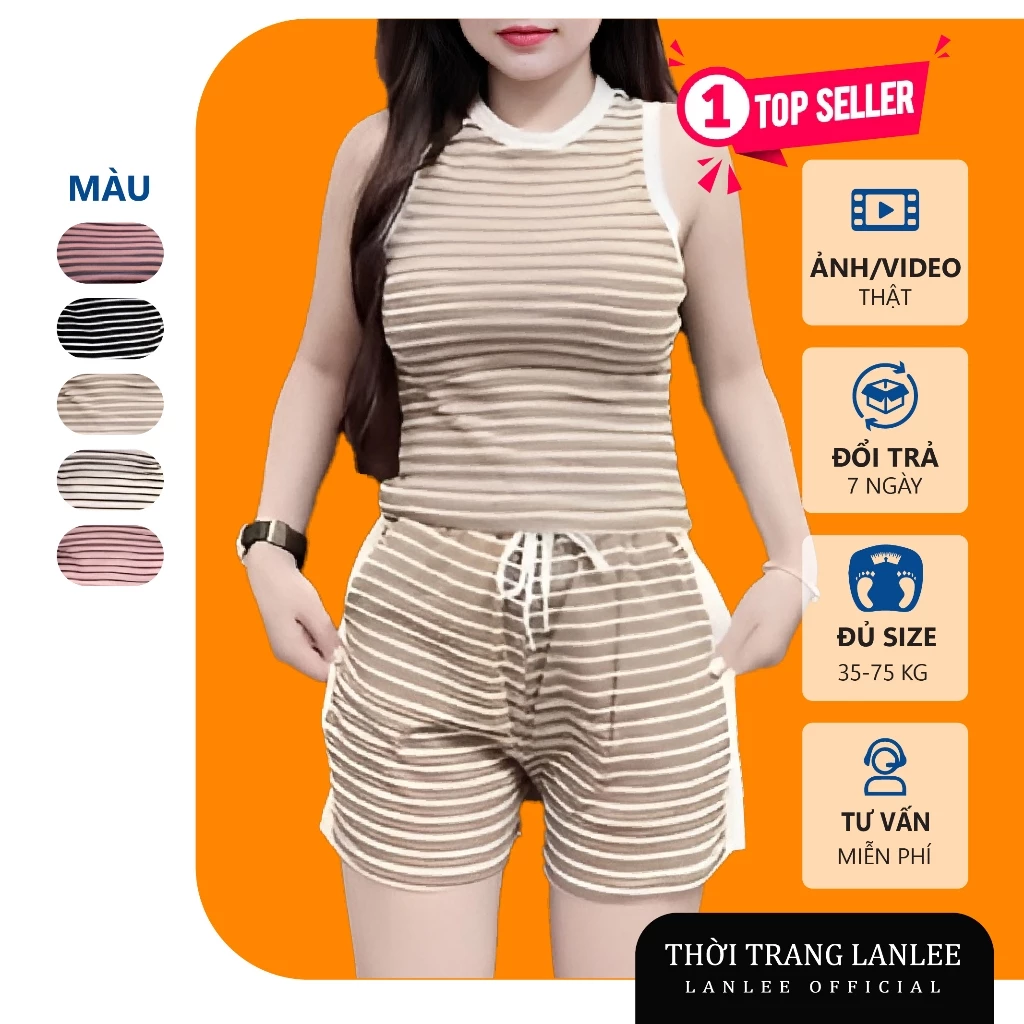 MÀU
1 TOP SELLER
ẢNH/VIDEO
THẬT
ĐỔI TRẢ
7 NGÀY
ĐỦ SIZE
35-75 KG
TƯ VẤN
MIỄN PHÍ
THỜI TRANG LANLEE
LANLEE OFFICIAL